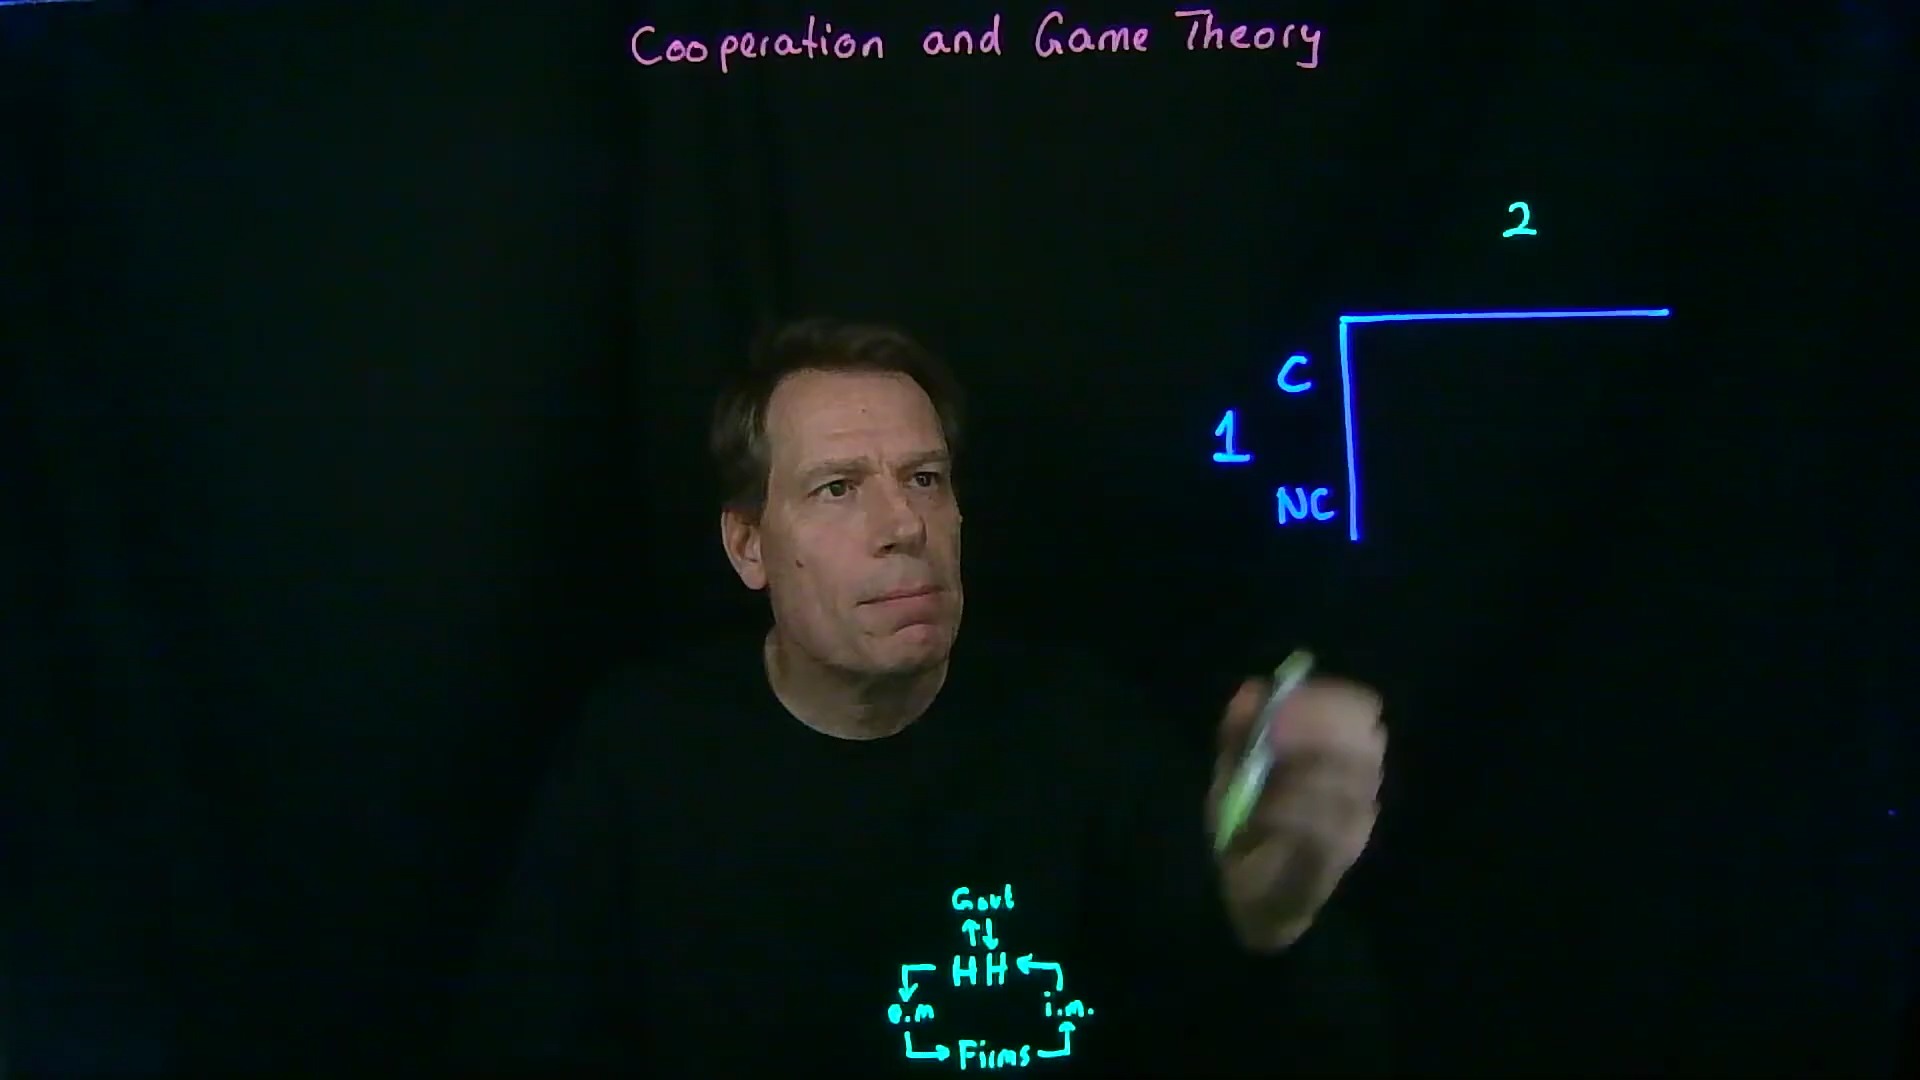 Cooperation and Game Theory
2
C
1
NC
Govt
HH
o.m i.m.
Firms